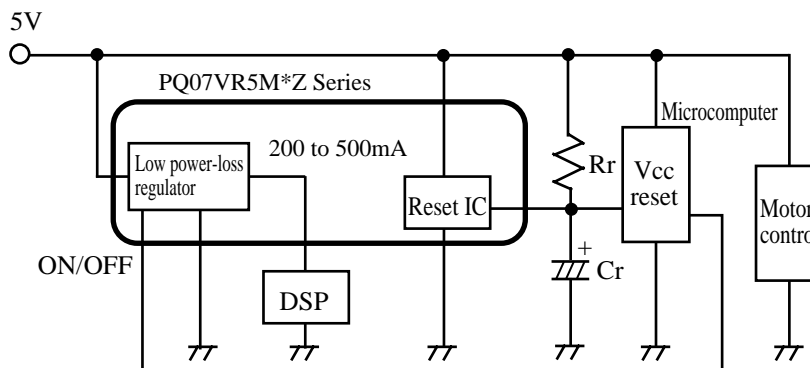 5V
PQ07VR5M*Z Series
Microcomputer
Low power-loss
regulator
200 to 500mA
Rr
Vcc
reset
Reset IC
Motor
ON/OFF
DSP
+
Cr